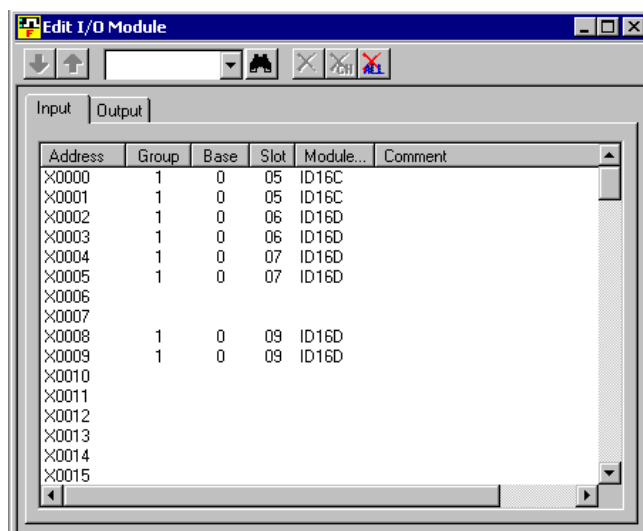 Edit I/O Module
CH
ALL
Input Output
Address Group Base Slot Module... Comment
X0000 1 0 05 ID16C
X0001 1 0 05 ID16C
X0002 1 0 06 ID16D
X0003 1 0 06 ID16D
X0004 1 0 07 ID16D
X0005 1 0 07 ID16D
X0006
X0007
X0008 1 0 09 ID16D
X0009 1 0 09 ID16D
X0010
X0011
X0012
X0013
X0014
X0015